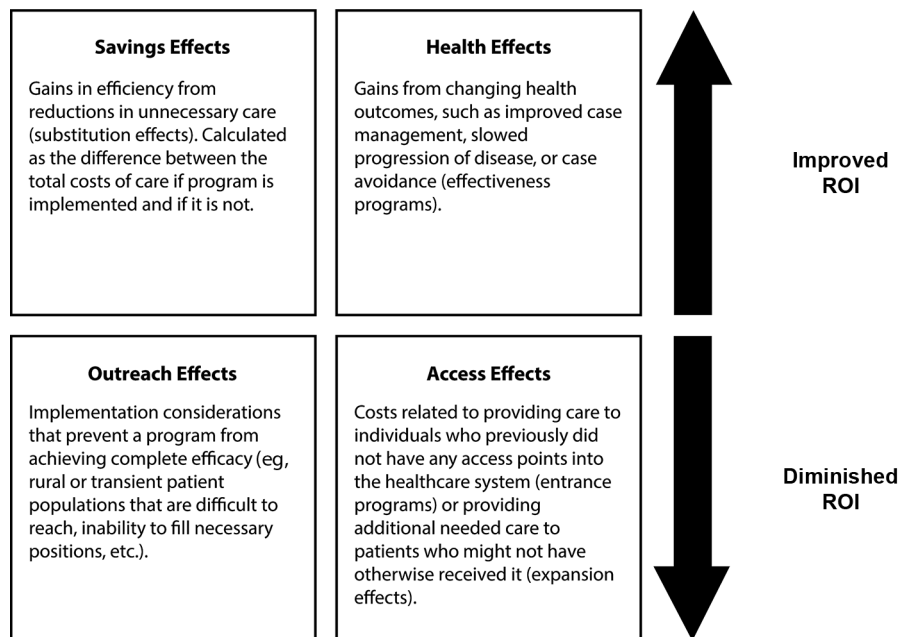 Savings Effects
Gains in efficiency from
reductions in unnecessary care
(substitution effects). Calculated
as the difference between the
total costs of care if program is
implemented and if it is not.
Health Effects
Gains from changing health
outcomes, such as improved case
management, slowed
progression of disease, or case
avoidance (effectiveness
programs).
Improved
ROI
Outreach Effects
Implementation considerations
that prevent a program from
achieving complete efficacy (eg,
rural or transient patient
populations that are difficult to
reach, inability to fill necessary
positions, etc.).
Access Effects
Costs related to providing care to
individuals who previously did
not have any access points into
the healthcare system (entrance
programs) or providing
additional needed care to
patients who might not have
otherwise received it (expansion
effects).
Diminished
ROI